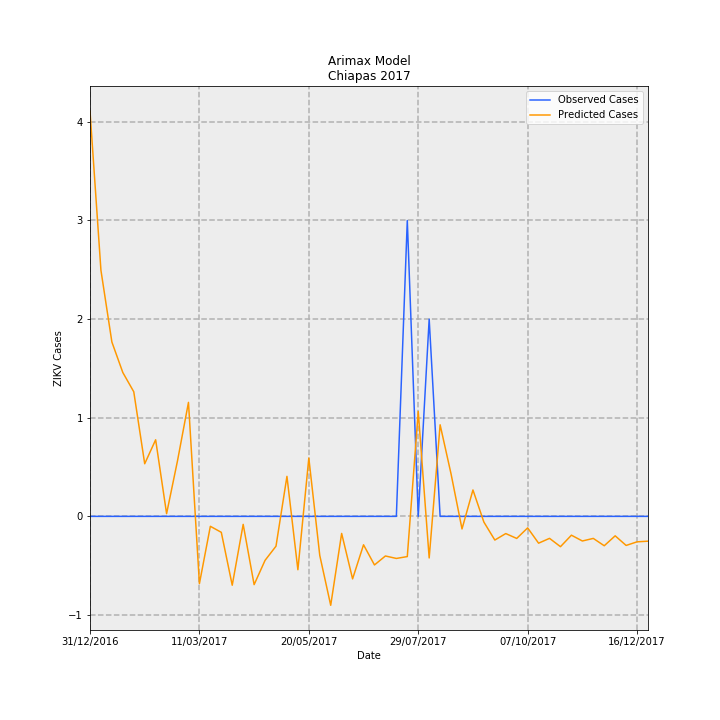 Arimax Model
Chiapas 2017
Observed Cases
Predicted Cases
4
3
2
1
0
−1
ZIKV Cases
31/12/2016 11/03/2017 20/05/2017 29/07/2017 07/10/2017 16/12/2017
Date